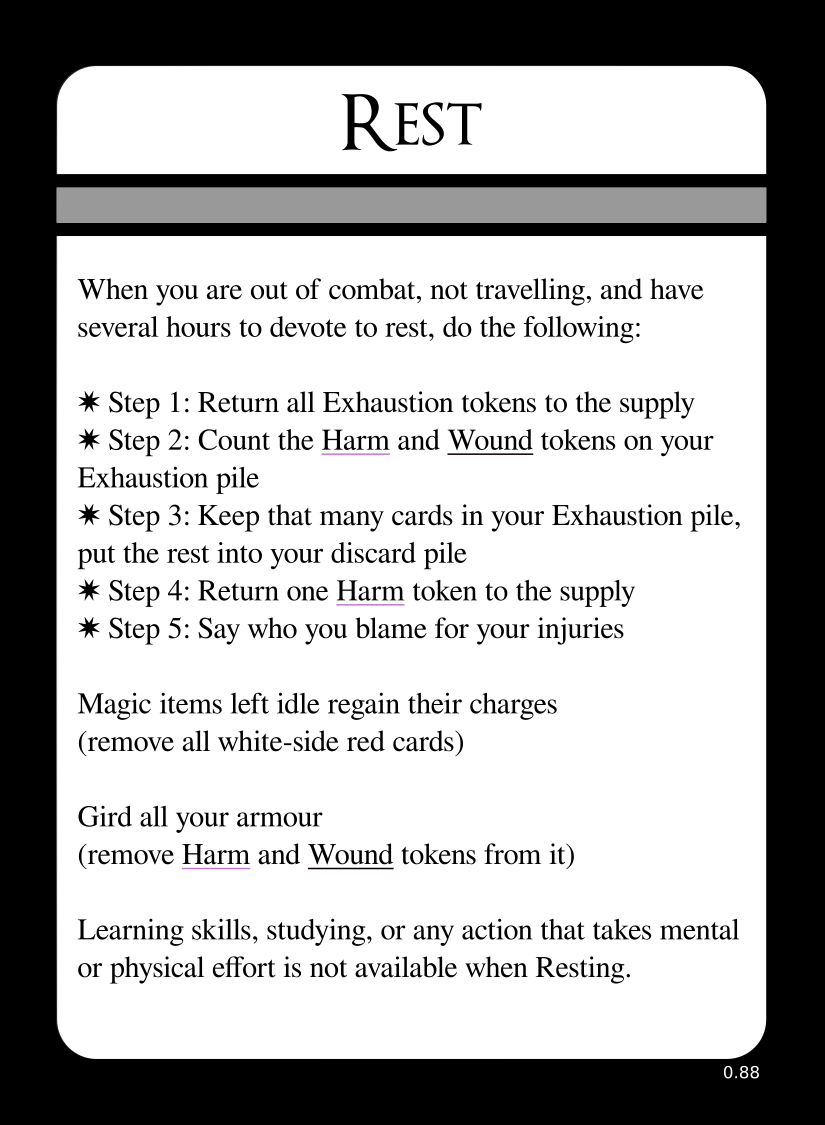 REST
When you are out of combat, not travelling, and have
several hours to devote to rest, do the following:
✷ Step 1: Return all Exhaustion tokens to the supply
✷ Step 2: Count the Harm and Wound tokens on your
Exhaustion pile
✷ Step 3: Keep that many cards in your Exhaustion pile,
put the rest into your discard pile
✷ Step 4: Return one Harm token to the supply
✷ Step 5: Say who you blame for your injuries
Magic items left idle regain their charges
(remove all white-side red cards)
Gird all your armour
(remove Harm and Wound tokens from it)
Learning skills, studying, or any action that takes mental
or physical effort is not available when Resting.
0.88